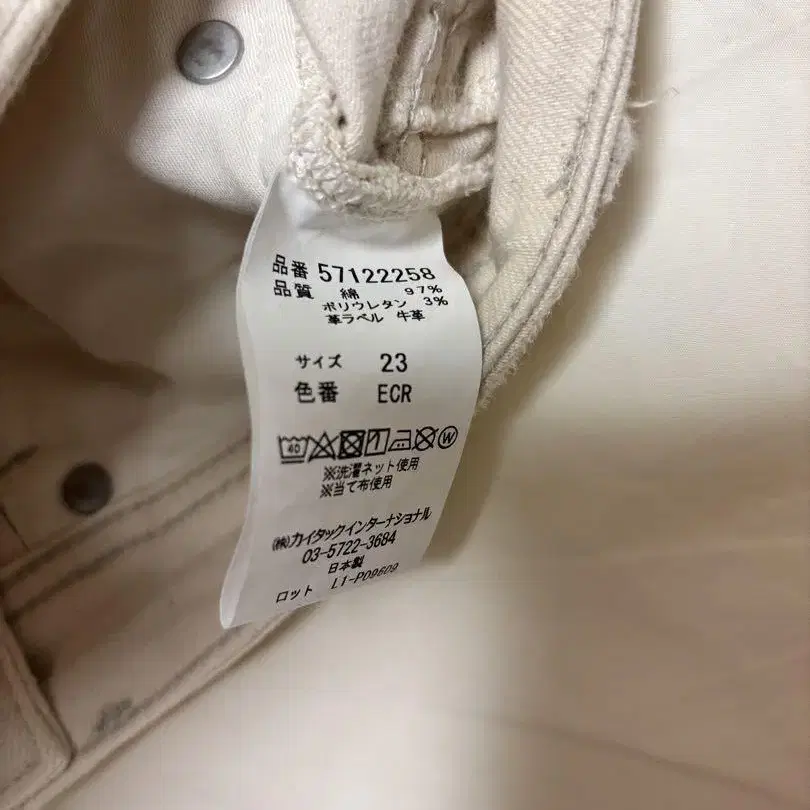 品番 57122258
品質 綿 97%
ポリウレタン 3%
革ラベル 牛革
サイズ 23
色番 ECR
40 W
※洗濯ネット使用
※当て布使用
㈱カイタックインターナショナル
03-5722-3684
日本製
ロット L1-P09609